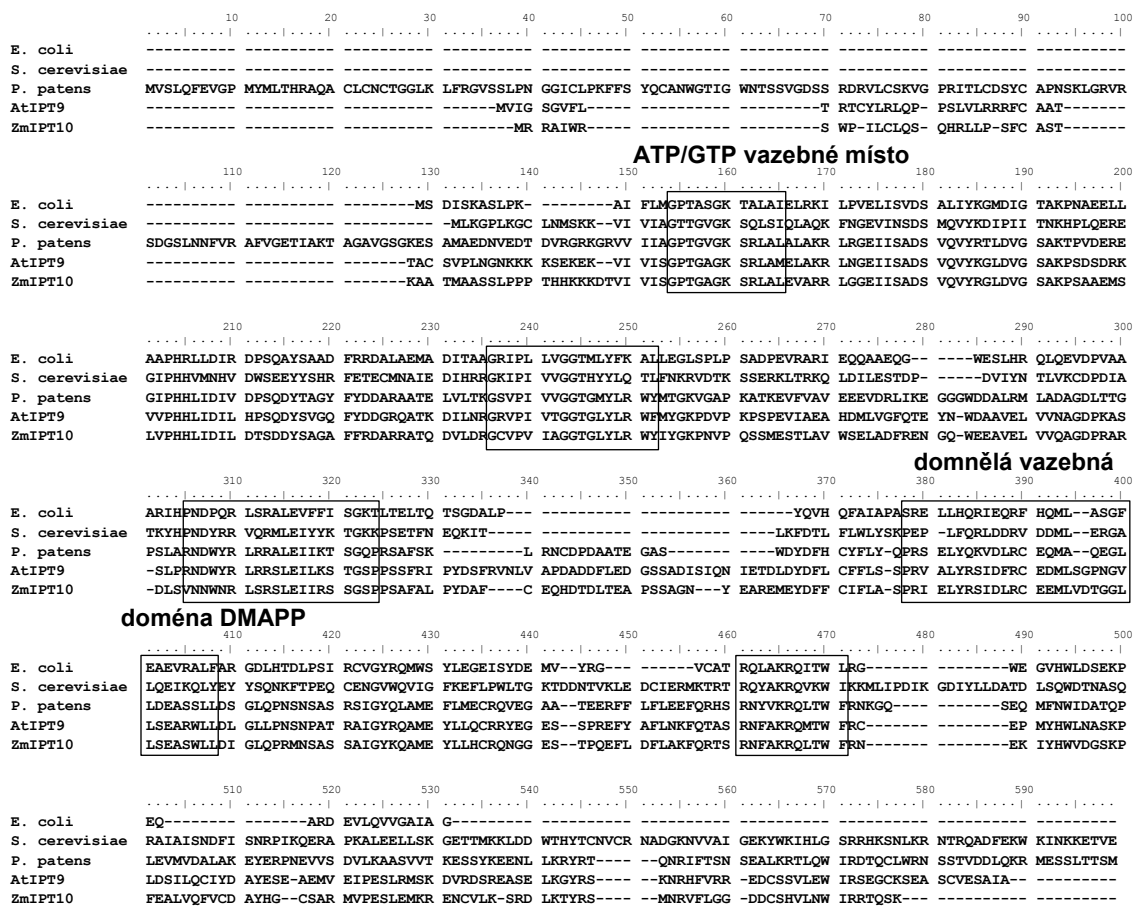 10 20 30 40 50 60 70 80 90 100
....|....| ....|....| ....|....| ....|....| ....|....| ....|....| ....|....| ....|....| ....|....| ....|....|
E. coli ---------- ---------- ---------- ---------- ---------- ---------- ---------- ---------- ---------- ----------
S. cerevisiae ---------- ---------- ---------- ---------- ---------- ---------- ---------- ---------- ---------- ----------
P. patens MVSLQFEVGP MYMLTHRAQA CLCNCTGGLK LFRGVSSLPN GGICLPKFFS SYQCANWGTI GWNTSSVGDSS RDRVLCSKVG PRITLCDSYC APNSKLGRVR
AtIPT9 ---------- ---------- ---------- -------MVIG SGVFL----- ---------- ---------T RTCYLRLQP- PSLVLRRRFC AAT-------
ZmIPT10 ---------- ---------- ---------- --------MR RAIWR----- ---------- ---------S WP-ILCLQS- QHRLLP-SFC AST-------
ATP/GTP vazebné místo
110 120 130 140 150 160 170 180 190 200
....|....| ....|....| ....|....| ....|....| ....|....| ....|....| ....|....| ....|....| ....|....| ....|....|
E. coli ---------- ---------- --------MS DISKASLPK- --------AI FLMGPTASGK TALAIELRKI LPVELISVDS ALIYKGMDIG TAKPNAEELL
S. cerevisiae ---------- ---------- ---------- --MLKGPLKGC LNMSKK--VI VIAGTTGVGK SQLSIQLAQK FNGEVINSDS MQVYKDIPII TNKHPLQERE
P. patens SDGSLNNFVR AFVGETIAKT AGAVGSGKES AMAEDNVEDT DVRGRKGRVV IIAGPTGVGK SRLALALAKR LRGEIISADS VQVYRTLDVG SAKTPVDERE
AtIPT9 ---------- ---------- -------TAC SVPLNGNKKK KSEKEK--VI VISGPTGAGK SRLAMELAKR LNGEIISADS VQVYKGLDVG SAKPSDSDRK
ZmIPT10 ---------- ---------- -------KAA TMAASSLPPP THHKKKDTVI VISGPTGAGK SRLALEVARR LGGEIISADS VQVYRGLDVG SAKPSAAEMS
210 220 230 240 250 260 270 280 290 300
....|....| ....|....| ....|....| ....|....| ....|....| ....|....| ....|....| ....|....| ....|....| ....|....|
E. coli AAPHRLLDIR DPSQAYSAAD FRRDALAEMA DITAAGRIPL LVGGTMLYFK ALLEGLSPLP SADPEVRARI EQQAAEQG-- ----WESLHR QLQEVDPVAA
S. cerevisiae GIPHHVMNHV DWSEEYYSHR FETECMNAIE DIHRRGKIPI VVGGTHYYLQ TLFNKRVDTK SSERKLTRKQ LDILESTDP- -----DVIYN TLVKCDPDIA
P. patens GIPHHLIDIV DPSQDYTAGY FYDDARAATE LVLTKGSVPI VVGGTGMYLR WYMTGKVGAP KATKEVFVAV EEEVDRLIKE GGGWDDALRM LADAGDLTTG
AtIPT9 VVPHHLIDIL HPSQDYSVGQ FYDDGRQATK DILNRGRVPI VTGGTGLYLR WFMYGKPDVP KPSPEVIAEA HDMLVGFQTE YN-WDAAVEL VVNAGDPKAS
ZmIPT10 LVPHHLIDIL DTSDDYSAGA FFRDARRATQ DVLDRGCVPV IAGGTGLYLR WYIYGKPNVP QSSMESTLAV WSELADFREN GQ-WEEAVEL VVQAGDPRAR
domnělá vazebná
310 320 330 340 350 360 370 380 390 400
....|....| ....|....| ....|....| ....|....| ....|....| ....|....| ....|....| ....|....| ....|....| ....|....|
E. coli ARIHPNDPQR LSRALEVFFI SGKTLTELTQ TSGDALP--- ---------- ---------- ------YQVH QFAIAPASRE LLHQRIEQRF HQML--ASGF
S. cerevisiae TKYHPNDYRR VQRMLEIYYK TGKKPSETFN EQKIT----- ---------- ---------- ----LKFDTL FLWLYSKPEP -LFQRLDDRV DDML--ERGA
P. patens PSLARNDWYR LRRALEIIKT SGQPRSAFSK --------L RNCDPDAATE GAS------- ----WDYDFH CYFLY-QPRS ELYQKVDLRC EQMA--QEGL
AtIPT9 -SLPRNDWYR LRRSLEILKS TGSPPSSFRI PYDSFRVNLV APDADDFLED GSSADISIQN IETDLDYDFL CFFLS-SPRV ALYRSIDFRC EDMLSGPNGV
ZmIPT10 -DLSVNNWNR LSRSLEIIRS SGSPPSAFAL PYDAF----C EQHDTDLTEA PSSAGN---Y EAREMEYDFF CIFLA-SPRI ELYRSIDLRC EEMLVDTGGL
doména DMAPP
410 420 430 440 450 460 470 480 490 500
....|....| ....|....| ....|....| ....|....| ....|....| ....|....| ....|....| ....|....| ....|....| ....|....|
E. coli EAEVRALFAR GDLHTDLPSI RCVGYRQMWS YLEGEISYDE MV--YRG--- ------VCAT RQLAKRQITW LRG------- -------WE GVHWLDSEKP
S. cerevisiae LQEIKQLYEY YSQNKFTPEQ CENGVWQVIG FKEFLPWLTG KTDDNTVKLE DCIERMKTRT RQYAKRQVKW IKKMLIPDIK GDIYLLDATD LSQWDTNASQ
P. patens LDEASSLLDS GLQPNSNSAS RSIGYQLAME FLMECRQVEG AA--TEERFF LFLEEFQRHS RNYVKRQLTW FRNKGQ---- -------SEQ MFNWIDATQP
AtIPT9 LSEARWLLDL GLLPNSNPAT RAIGYRQAME YLLQCRRYEG ES--SPREFY AFLNKFQTAS RNFAKRQMTW FRC------- --------EP MYHWLNASKP
ZmIPT10 LSEASWLLDI GLQPRMNSAS SAIGYKQAME YLLHCRQNGG ES--TPQEFL DFLAKFQRTS RNFAKRQLTW FRN------- --------EK IYHWVDGSKP
510 520 530 540 550 560 570 580 590
....|....| ....|....| ....|....| ....|....| ....|....| ....|....| ....|....| ....|....| ....|....| ....|....
E. coli EQ-------- -------ARD EVLQVVGAIA G--------- ---------- ---------- ---------- ---------- ---------- ---------
S. cerevisiae RAIAISNDFI SNRPIKQERA PKALEELLSK GETTMKKLDD WTHYTCNVCR NADGKNVVAI GEKYWKIHLG SRRHKSNLKR NTRQADFEKW KINKKETVE
P. patens LEVMVDALAK EYERPNEVVS DVLKAASVVT KESSYKEENL LKRYRT---- --QNRIFTSN SEALKRTLQW IRDTQCLWRN SSTVDDLQKR MESSLTTSM
AtIPT9 LDSILQCIYD AYESE-AEMV EIPESLRMSK DVRDSREASE LKGYRS---- --KNRHFVRR -EDCSSVLEW IRSEGCKSEA SCVESAIA-- ---------
ZmIPT10 FEALVQFVCD AYHG--CSAR MVPESLEMKR ENCVLK-SRD LKTYRS---- --MNRVFLGG -DDCSHVLNW IRRTQSK--- ---------- ---------